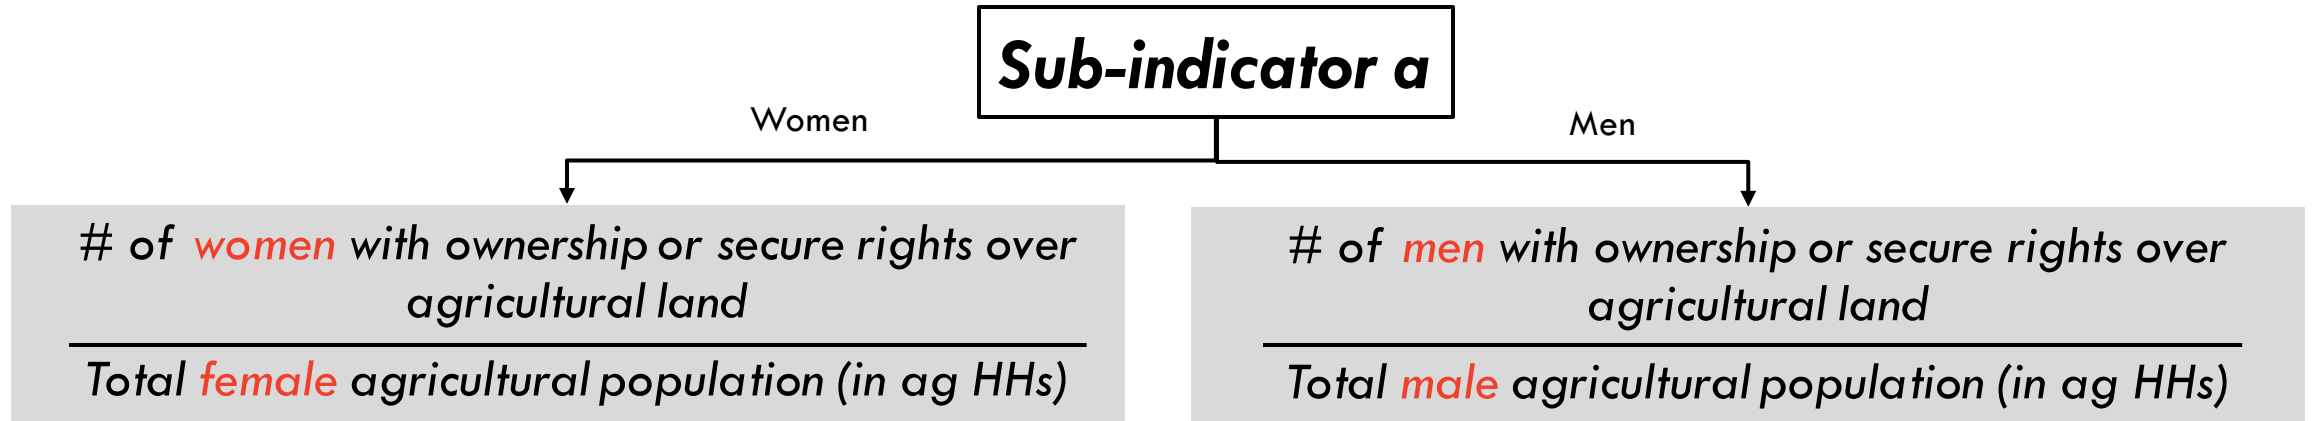 Sub-indicator a
Women
Men
# of women with ownership or secure rights over
agricultural land
Total female agricultural population (in ag HHs)
# of men with ownership or secure rights over
agricultural land
Total male agricultural population (in ag HHs)